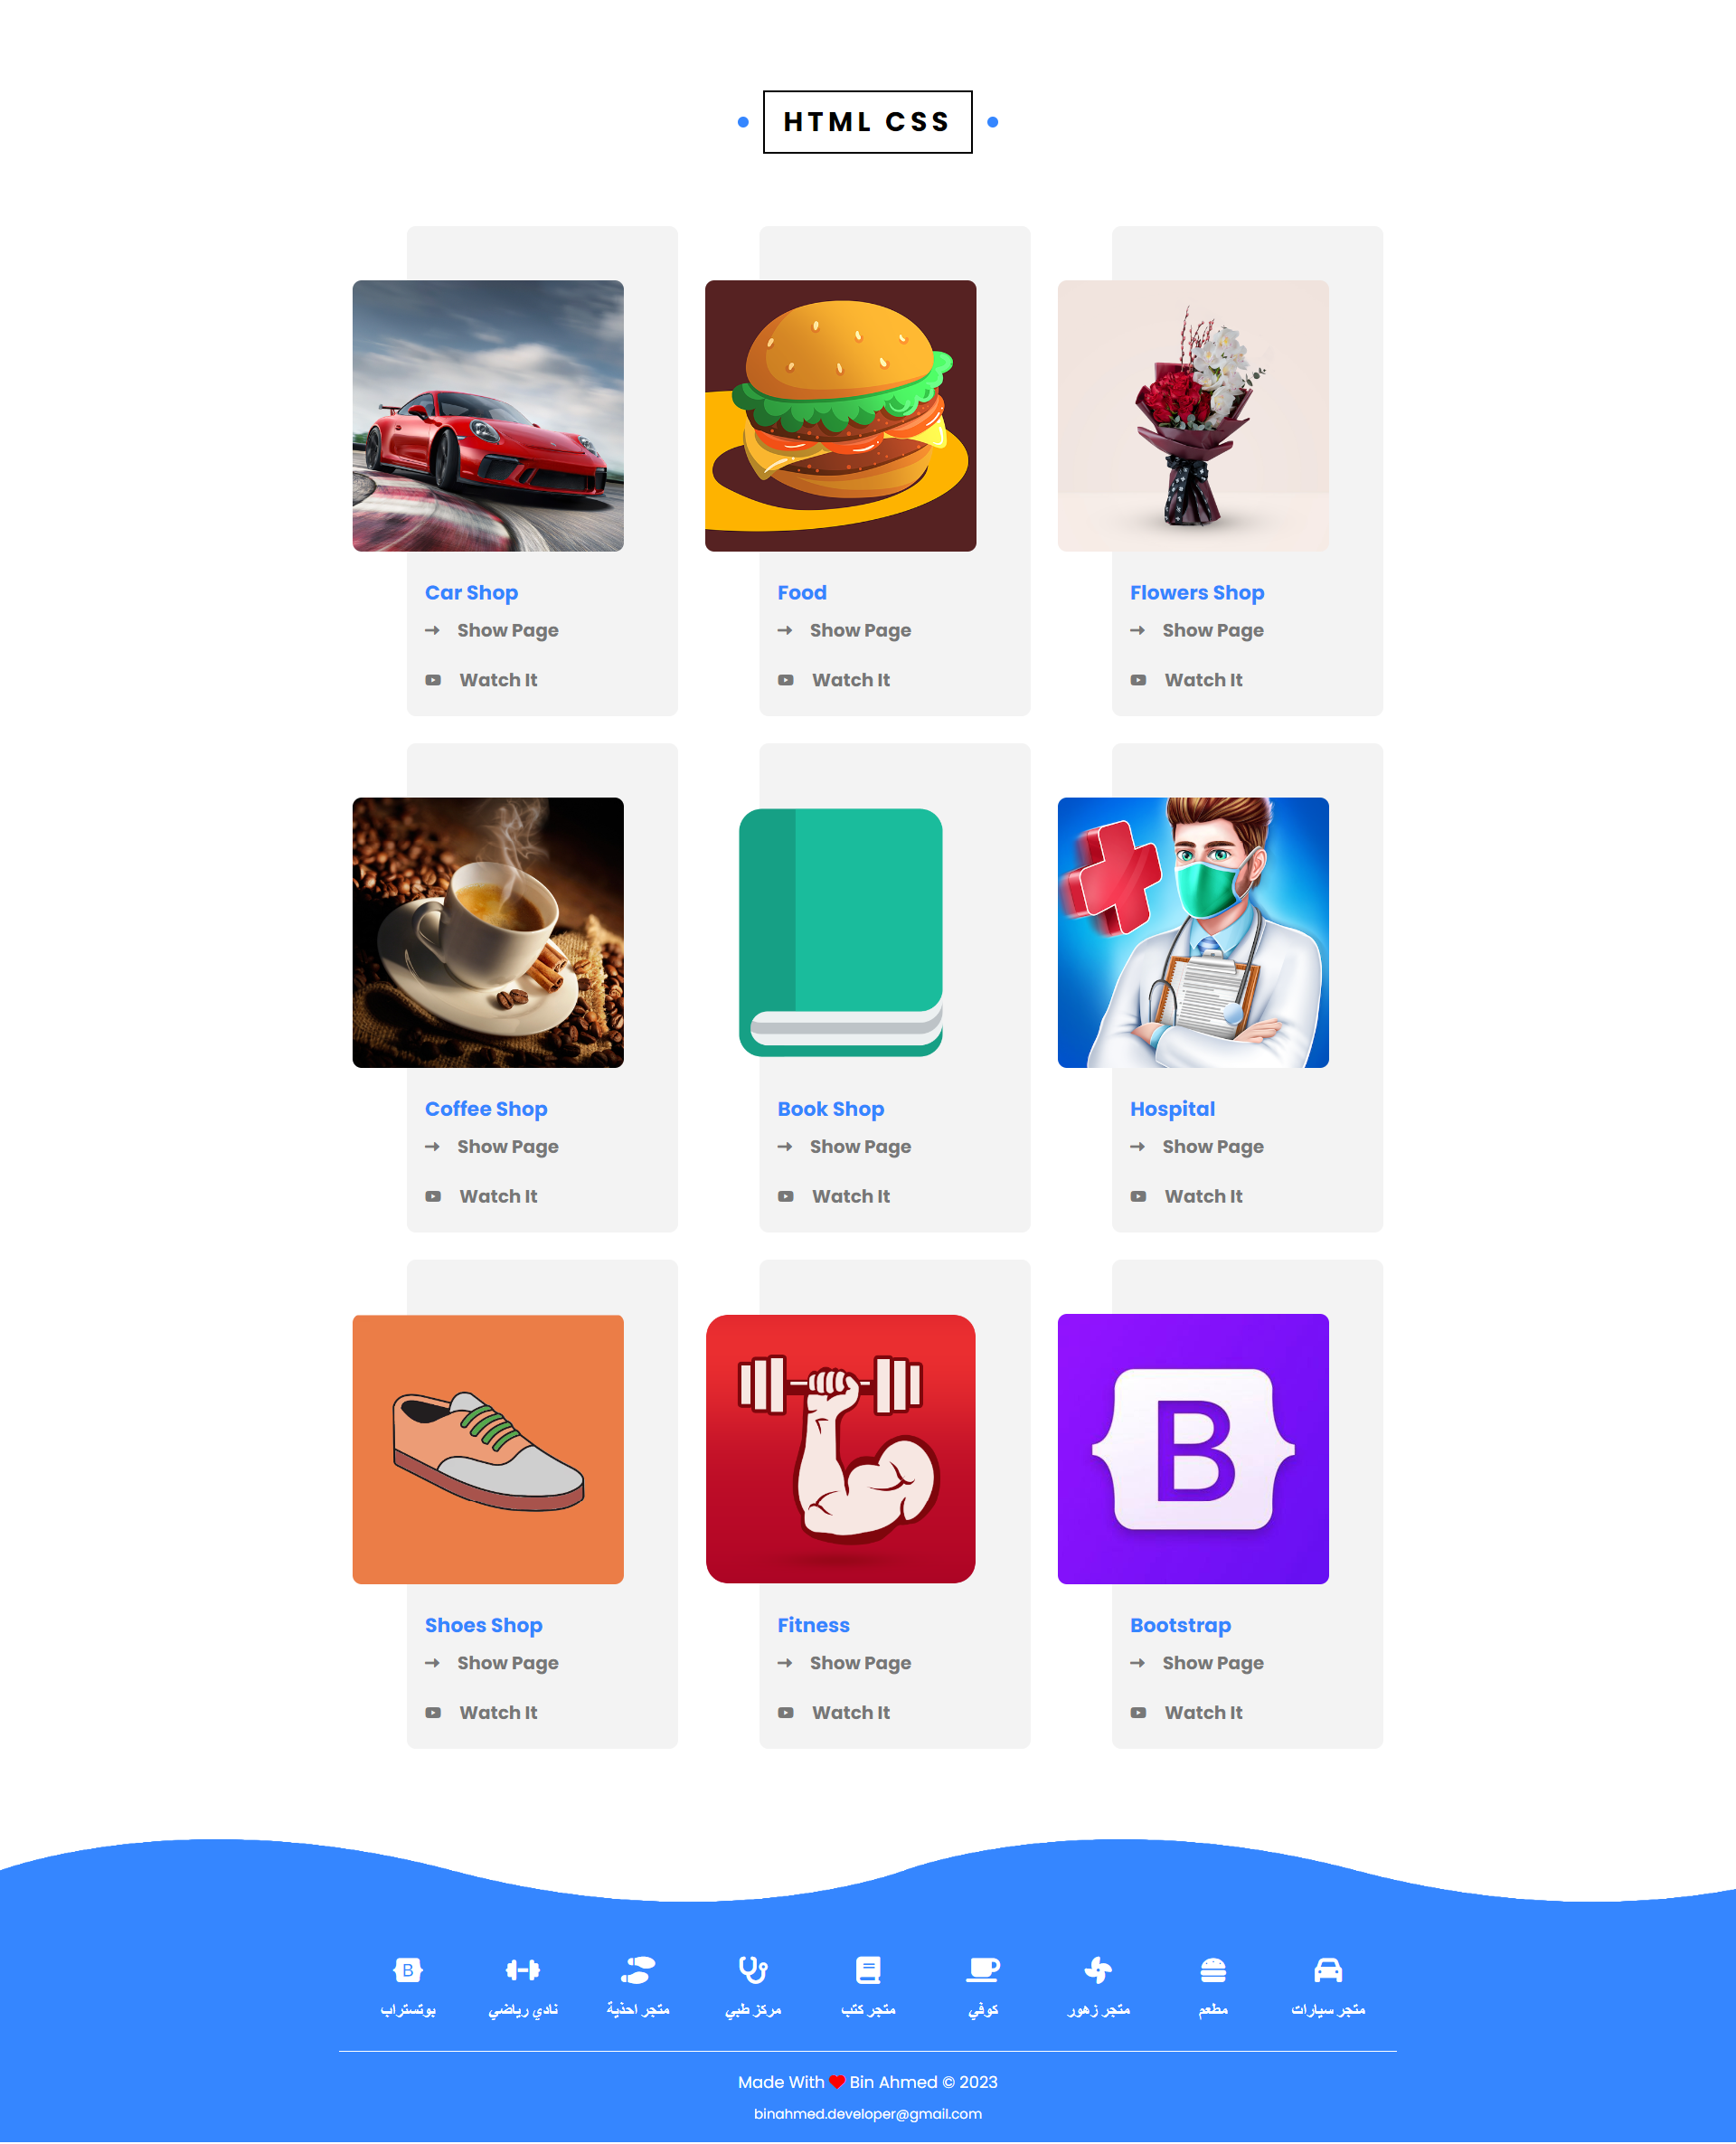 HTML CSS
Car Shop
Show Page
Watch It
Food
Show Page
Watch It
Flowers Shop
Show Page
Watch It
Coffee Shop
Show Page
Watch It
Book Shop
Show Page
Watch It
Hospital
Show Page
Watch It
B
Shoes Shop
Show Page
Watch It
Fitness
Show Page
Watch It
Bootstrap
Show Page
Watch It
B
متجر سيارات
مطعم
متجر زهور
كوفي
متجر كتب
مركز طبي
متجر احذية
نادي رياضي
بوتستراب
Made With ❤ Bin Ahmed © 2023
binahmed.developer@gmail.com